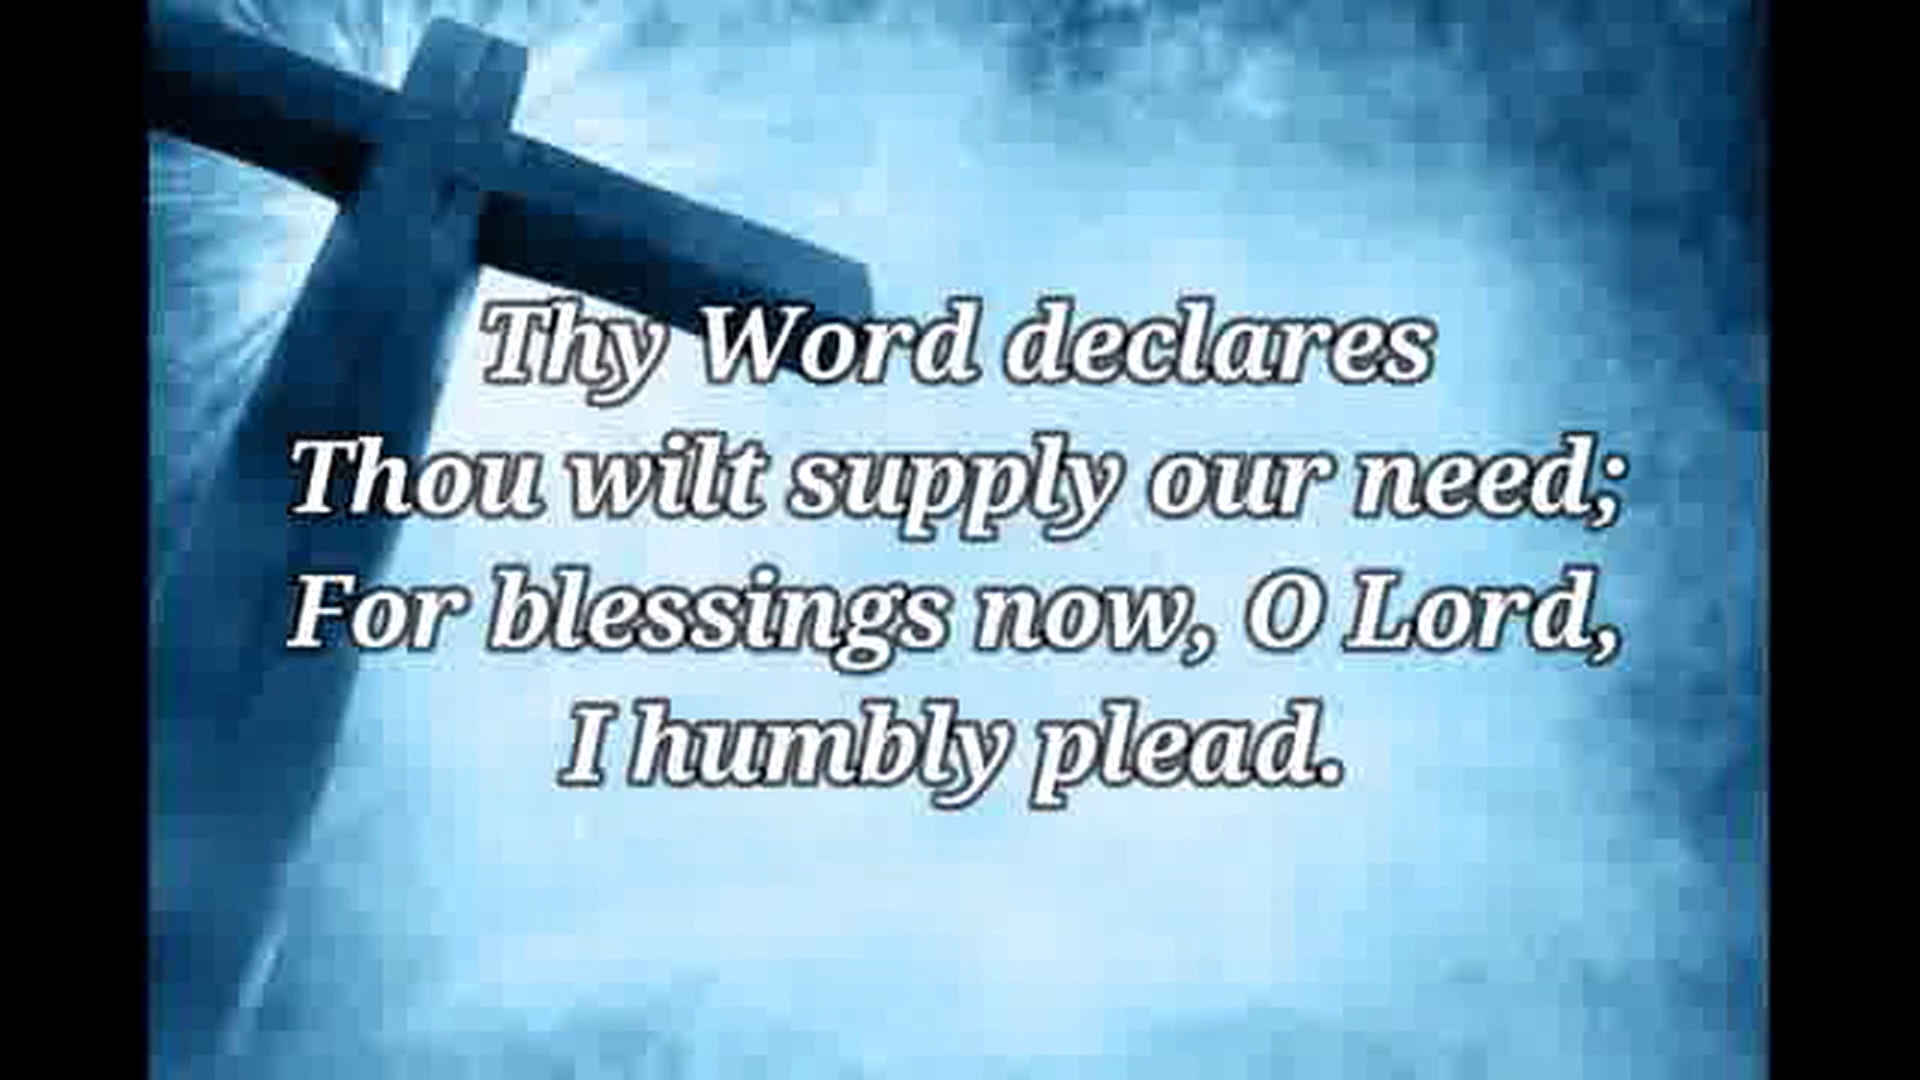 Thy Word declares
Thou wilt supply our need;
For blessings now, O Lord,
I humbly plead.